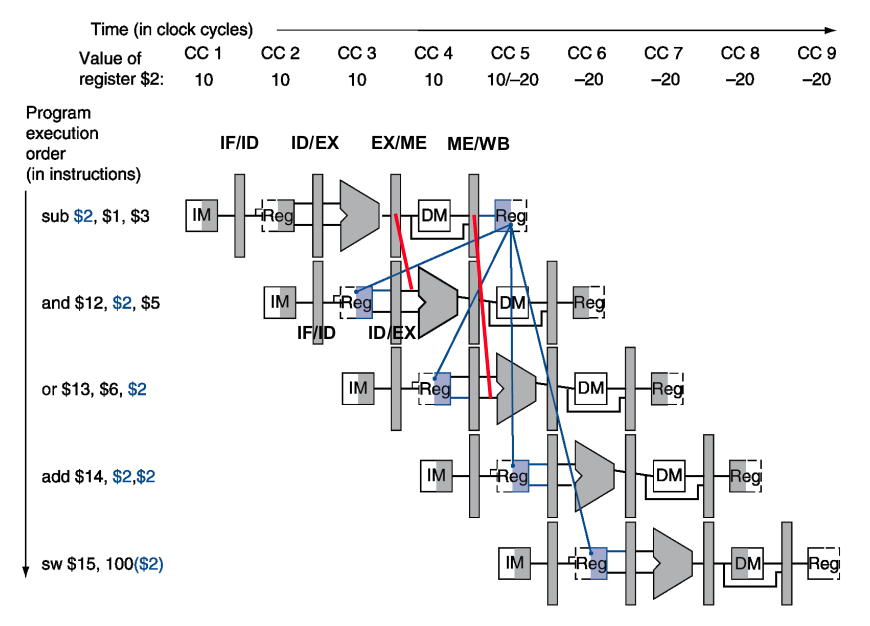 Time (in clock cycles)
Value of register $2:
CC 1 CC 2 CC 3 CC 4 CC 5 CC 6 CC 7 CC 8 CC 9
10 10 10 10 10/–20 –20 –20 –20 –20
Program
execution
order
(in instructions)
IF/ID ID/EX EX/ME ME/WB
sub $2, $1, $3
IM Reg DM Reg
and $12, $2, $5
IM Reg DM Reg
IF/ID ID/EX
or $13, $6, $2
IM Reg DM Reg
add $14, $2,$2
IM Reg DM Reg
sw $15, 100($2)
IM Reg DM Reg